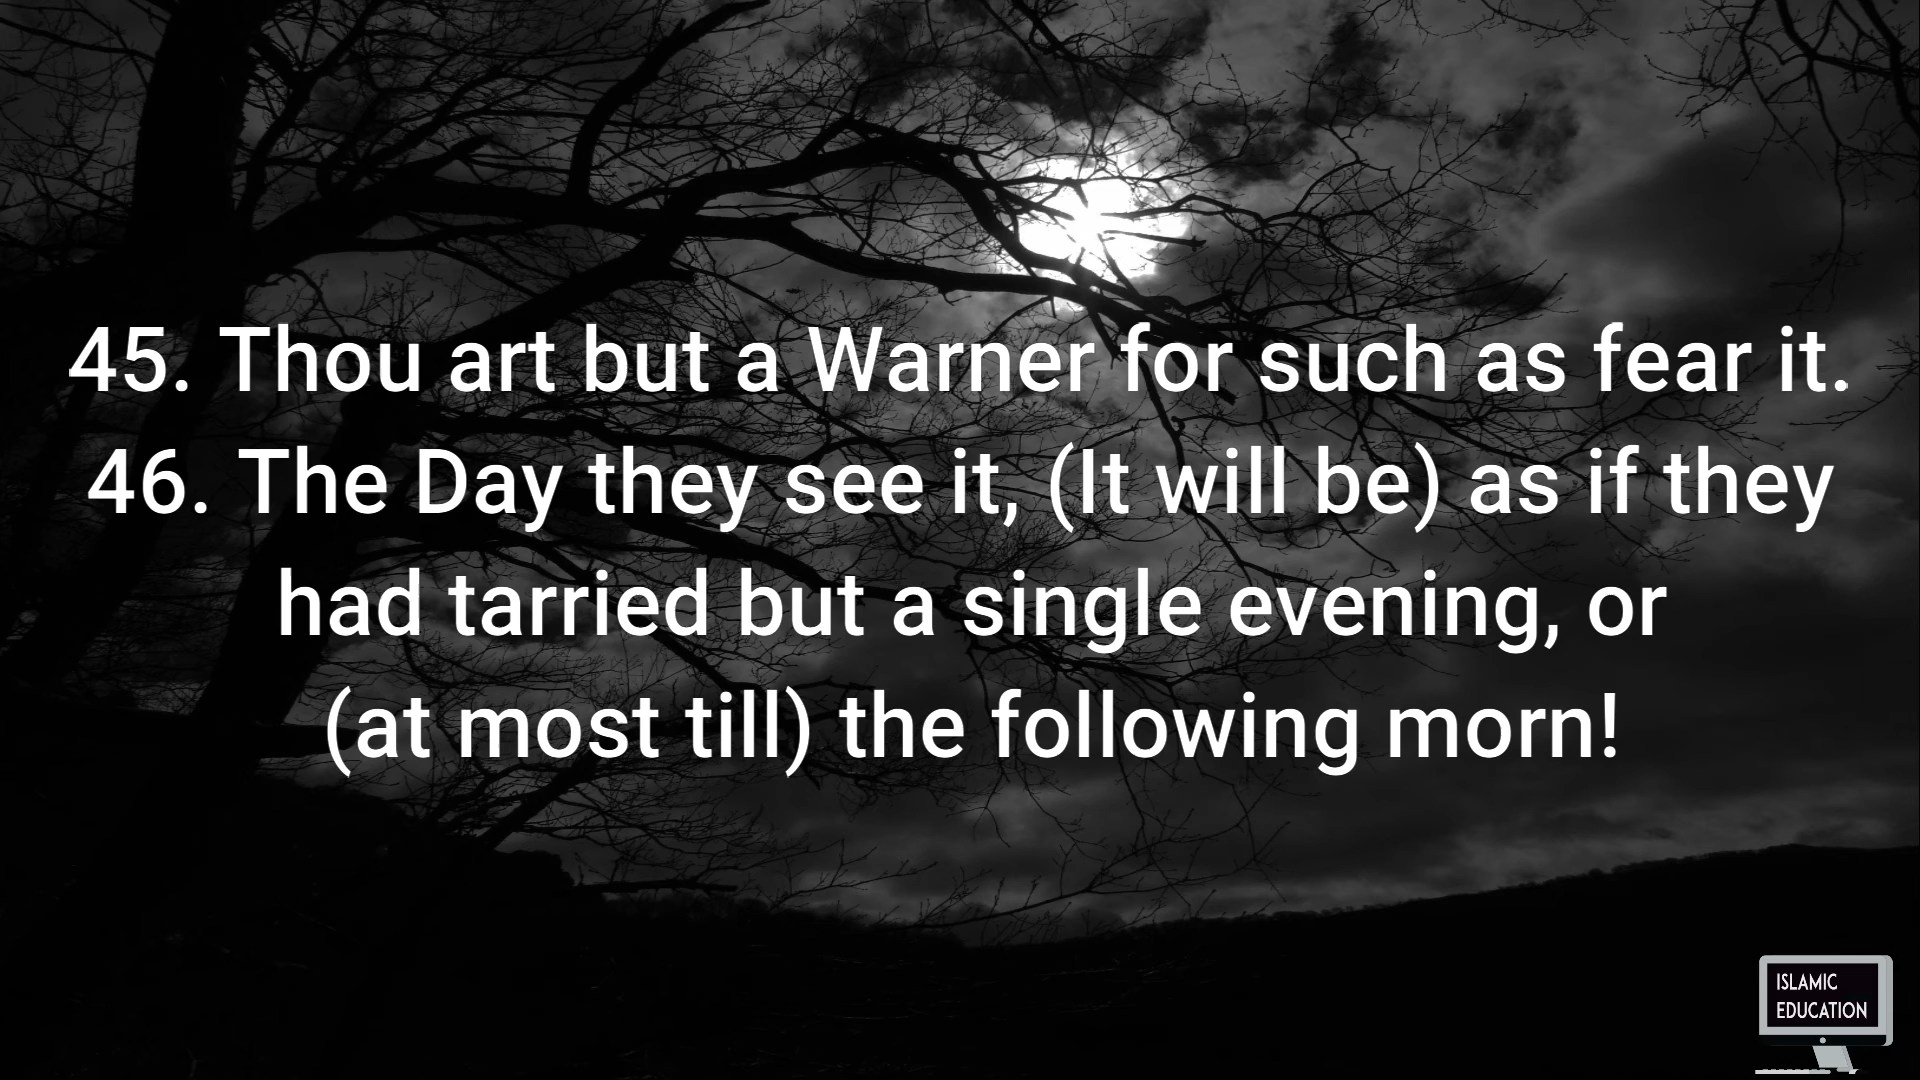 45. Thou art but a Warner for such as fear it.
46. The Day they see it, (It will be) as if they
had tarried but a single evening, or
(at most till) the following morn!
ISLAMIC
EDUCATION